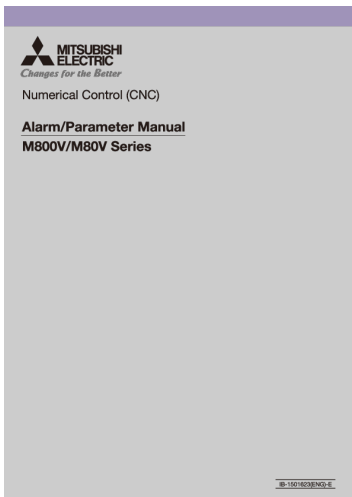 MITSUBISHI
ELECTRIC
Changes for the Better
Numerical Control (CNC)
Alarm/Parameter Manual
M800V/M80V Series
IB-1501623(ENG)-E